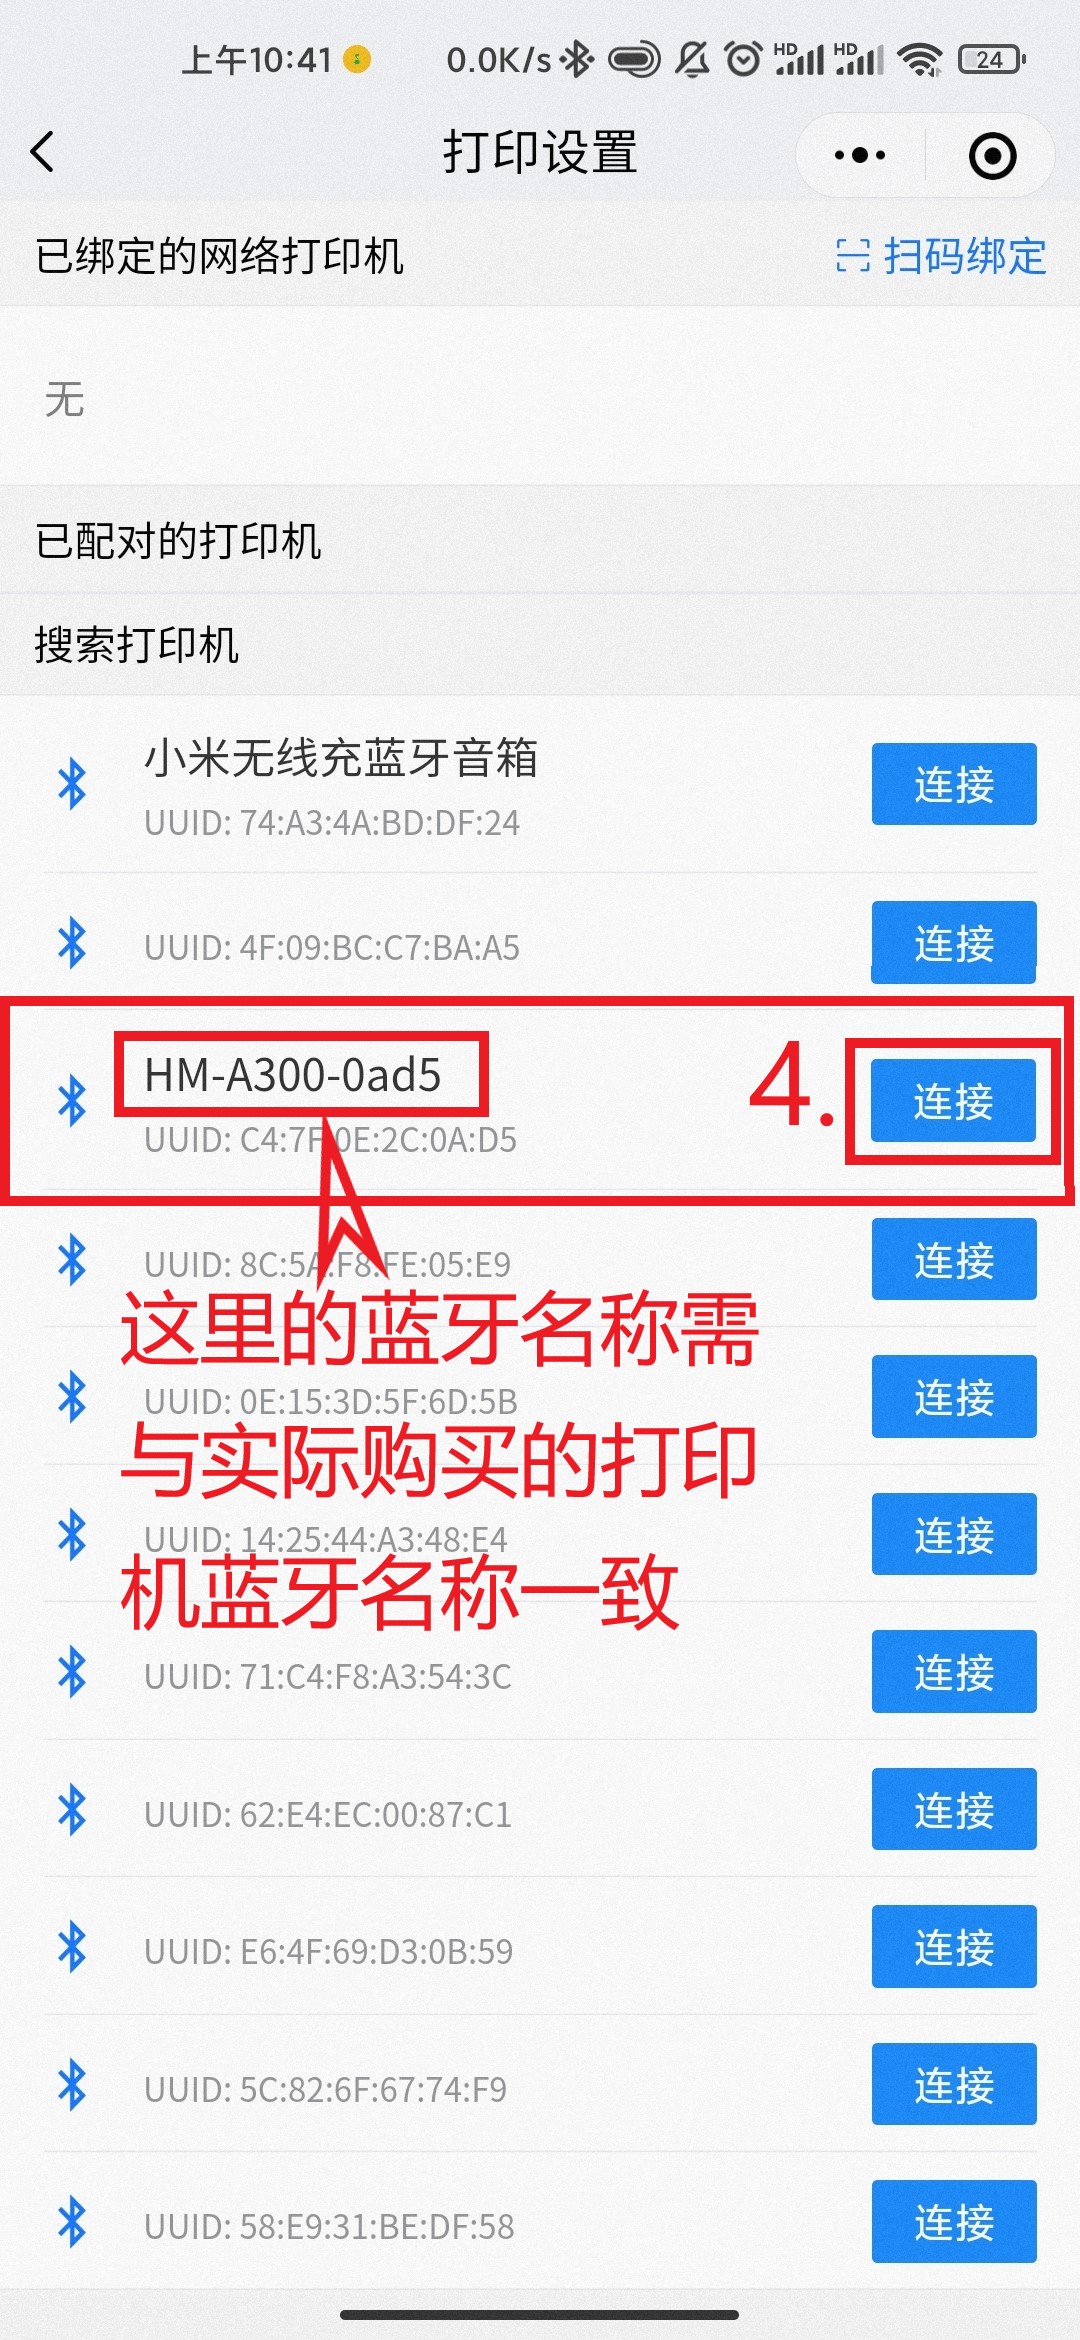 上午10:41 0.0K/s HD HD 24
打印设置
已绑定的网络打印机 扫码绑定
无
已配对的打印机
搜索打印机
小米无线充蓝牙音箱
UUID: 74:A3:4A:BD:DF:24 连接
UUID: 4F:09:BC:C7:BA:A5 连接
HM-A300-0ad5 4. 连接
UUID: C4:7F:0E:2C:0A:D5
UUID: 8C:5A:F8:FE:05:E9 连接
这里的蓝牙名称需
UUID: 0E:15:3D:5F:6D:5B 连接
与实际购买的打印
UUID: 14:25:44:A3:48:E4 连接
机蓝牙名称一致
UUID: 71:C4:F8:A3:54:3C 连接
UUID: 62:E4:EC:00:87:C1 连接
UUID: E6:4F:69:D3:0B:59 连接
UUID: 5C:82:6F:67:74:F9 连接
UUID: 58:E9:31:BE:DF:58 连接